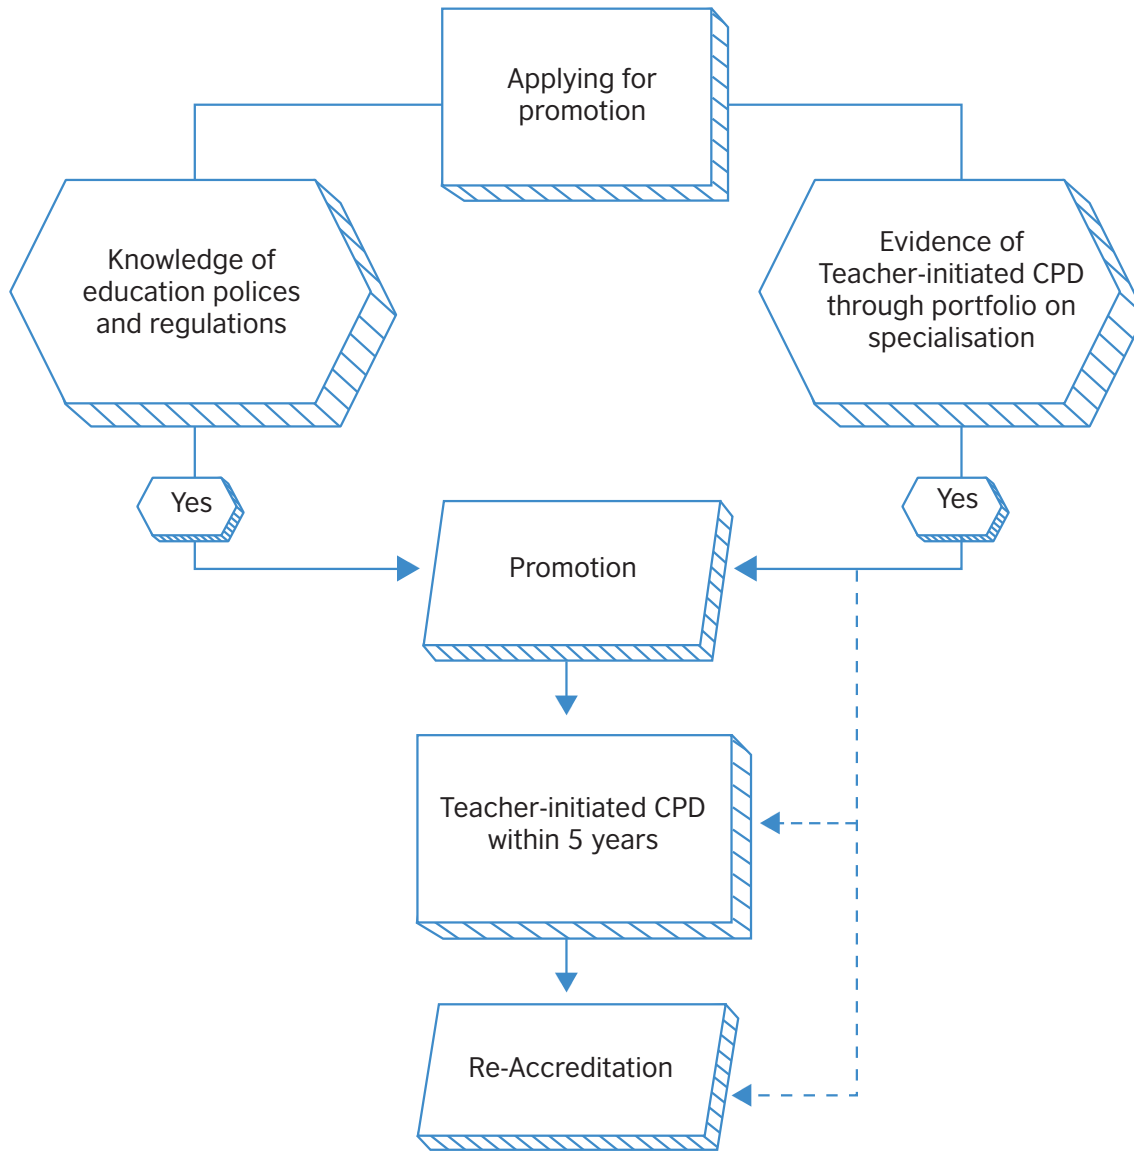 Applying for
promotion
Knowledge of
education polices
and regulations
Evidence of
Teacher-initiated CPD
through portfolio on
specialisation
Yes
Yes
Promotion
Teacher-initiated CPD
within 5 years
Re-Accreditation